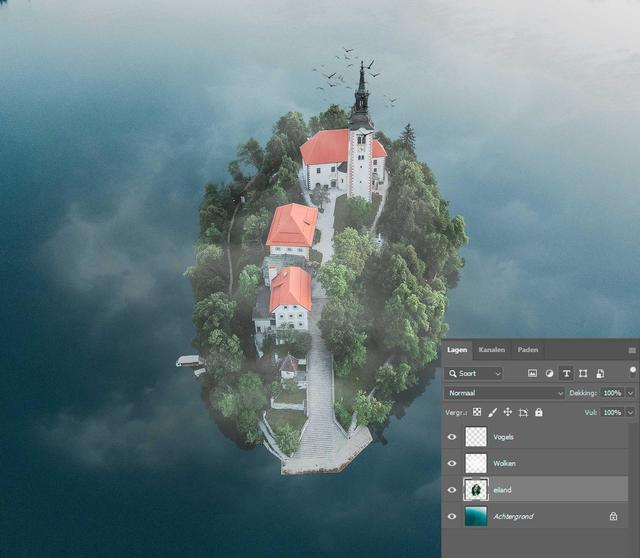 Lagen Kanalen Paden
Soort
Normaal Dekking: 100%
Vergr.: Vul: 100%
Vogels
Wolken
eiland
Achtergrond